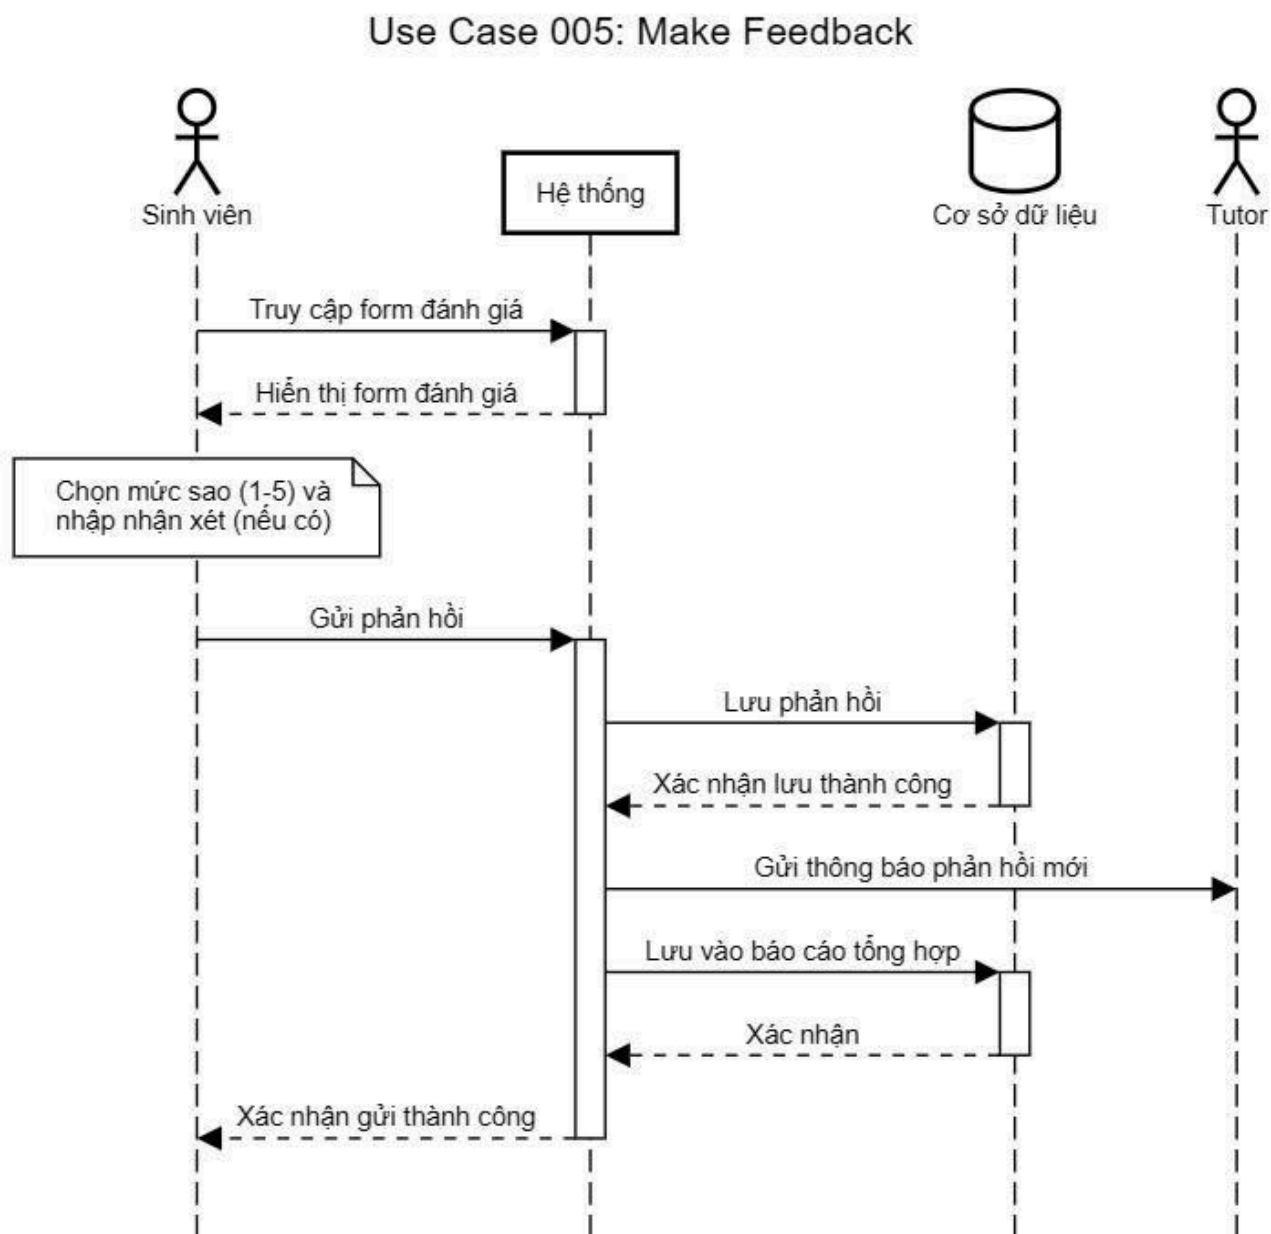 Use Case 005: Make Feedback
Sinh viên
Hệ thống
Cơ sở dữ liệu
Tutor
Truy cập form đánh giá
Hiển thị form đánh giá
Chọn mức sao (1-5) và
nhập nhận xét (nếu có)
Gửi phản hồi
Lưu phản hồi
Xác nhận lưu thành công
Gửi thông báo phản hồi mới
Lưu vào báo cáo tổng hợp
Xác nhận
Xác nhận gửi thành công